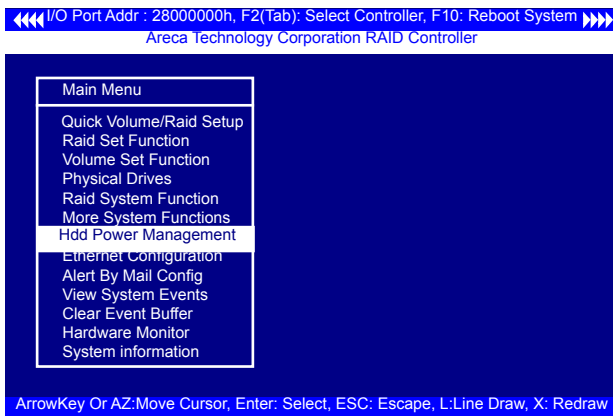 I/O Port Addr : 28000000h, F2(Tab): Select Controller, F10: Reboot System
Areca Technology Corporation RAID Controller
Main Menu
Quick Volume/Raid Setup
Raid Set Function
Volume Set Function
Physical Drives
Raid System Function
More System Functions
Hdd Power Management
Ethernet Configuration
Alert By Mail Config
View System Events
Clear Event Buffer
Hardware Monitor
System information
ArrowKey Or AZ:Move Cursor, Enter: Select, ESC: Escape, L:Line Draw, X: Redraw